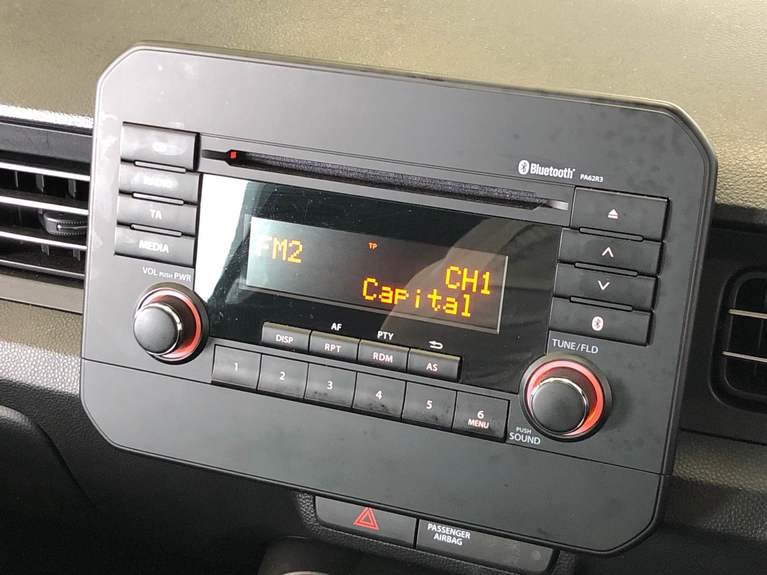 Bluetooth
PA62R3
TA
MEDIA
VOL PUSH PWR
FM2
TP
CH1
Capital
AF
PTY
DISP
RPT
RDM
AS
1
2
3
4
5
6
MENU
TUNE/FLD
PUSH
SOUND
PASSENGER
AIRBAG